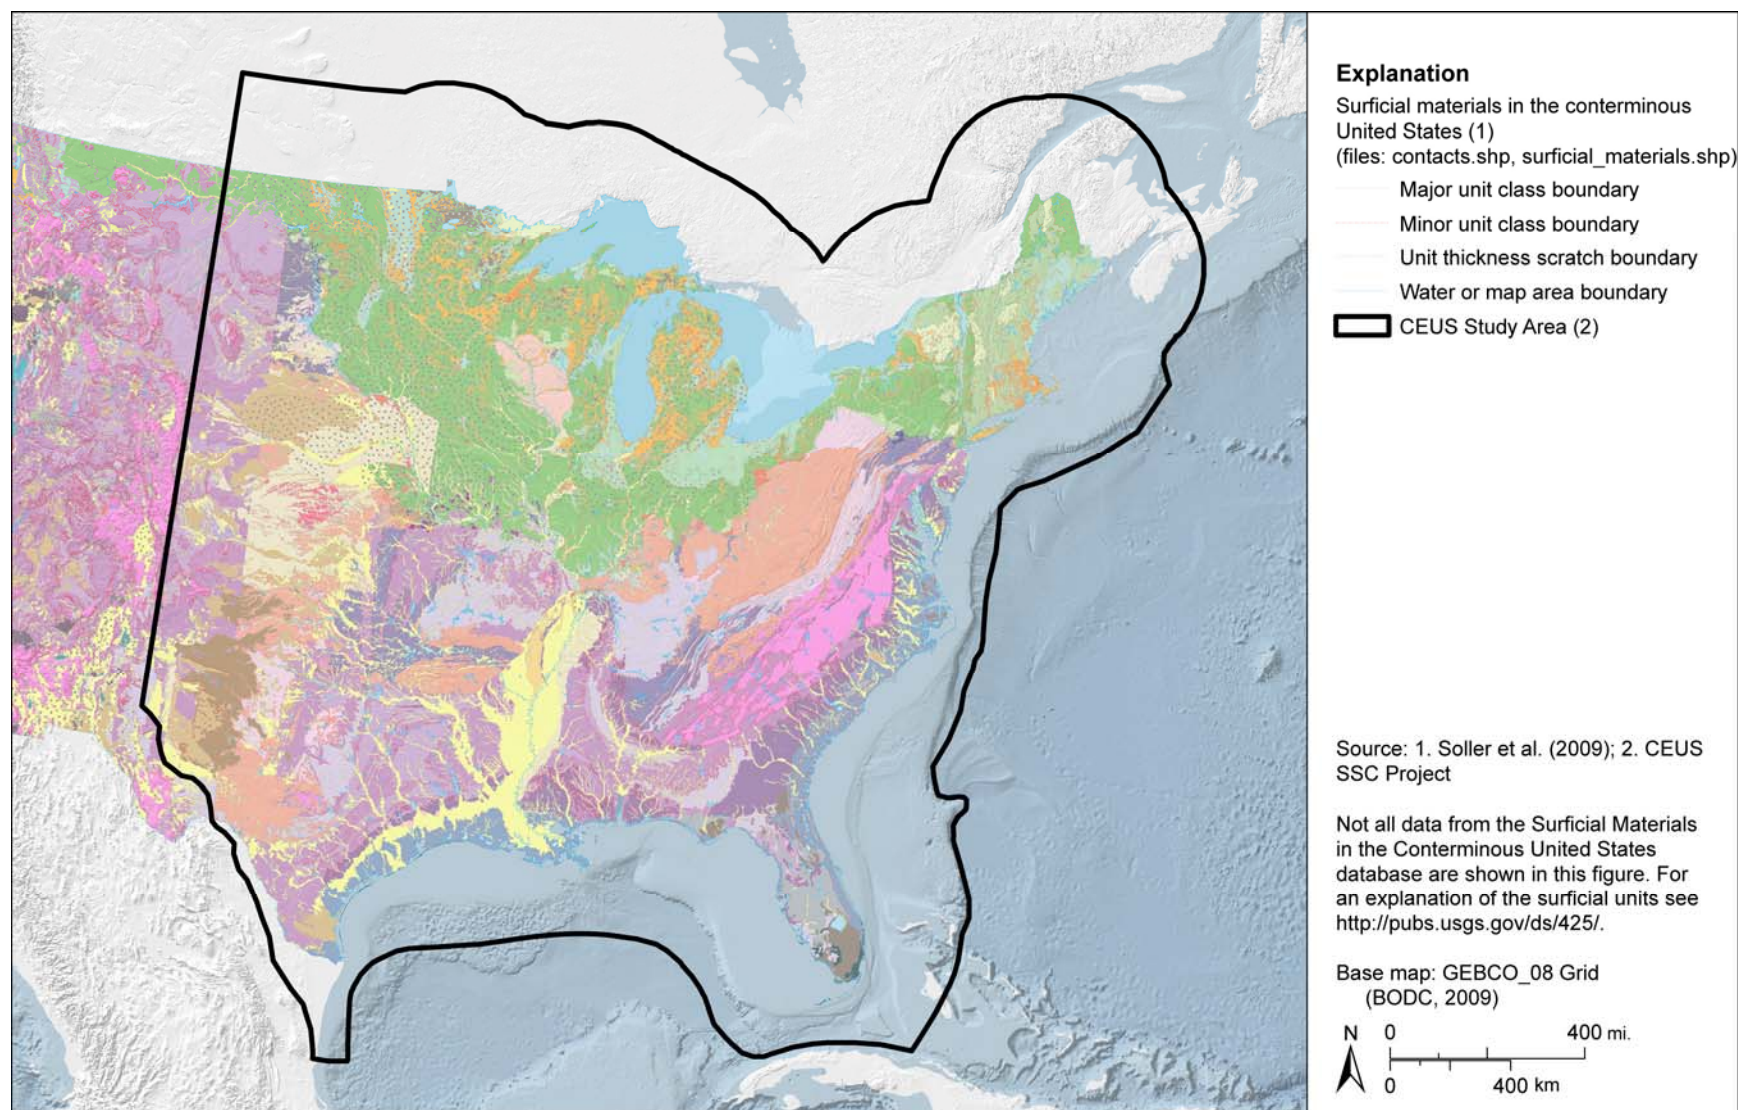 Explanation
Surficial materials in the conterminous
United States (1)
(files: contacts.shp, surficial_materials.shp)
Major unit class boundary
Minor unit class boundary
Unit thickness scratch boundary
Water or map area boundary
CEUS Study Area (2)
Source: 1. Soller et al. (2009); 2. CEUS
SSC Project
Not all data from the Surficial Materials
in the Conterminous United States
database are shown in this figure. For
an explanation of the surficial units see
http://pubs.usgs.gov/ds/425/.
Base map: GEBCO_08 Grid
(BODC, 2009)
N 0 400 mi.
0 400 km